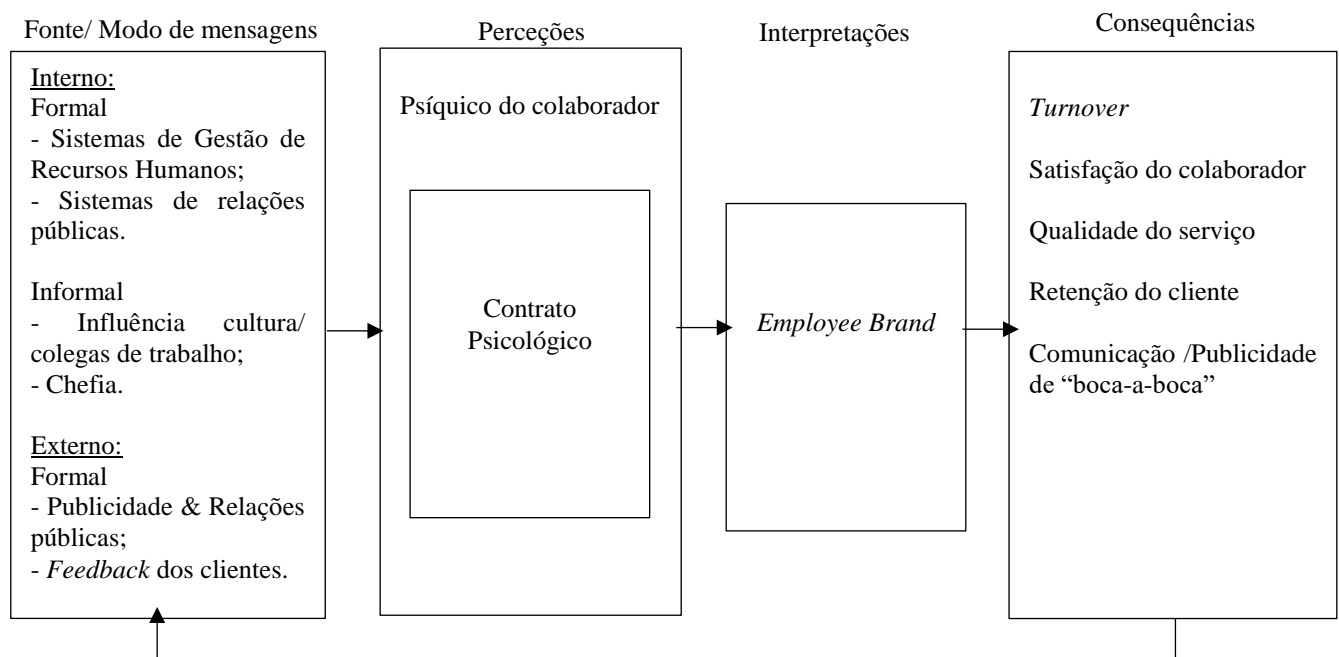 Fonte/ Modo de mensagens
Interno:
Formal
- Sistemas de Gestão de
Recursos Humanos;
- Sistemas de relações
públicas.
Informal
- Influência cultura/
colegas de trabalho;
- Chefia.
Externo:
Formal
- Publicidade & Relações
públicas;
- Feedback dos clientes.
Perceções
Psíquico do colaborador
Contrato
Psicológico
Interpretações
Employee Brand
Consequências
Turnover
Satisfação do colaborador
Qualidade do serviço
Retenção do cliente
Comunicação /Publicidade
de “boca-a-boca”